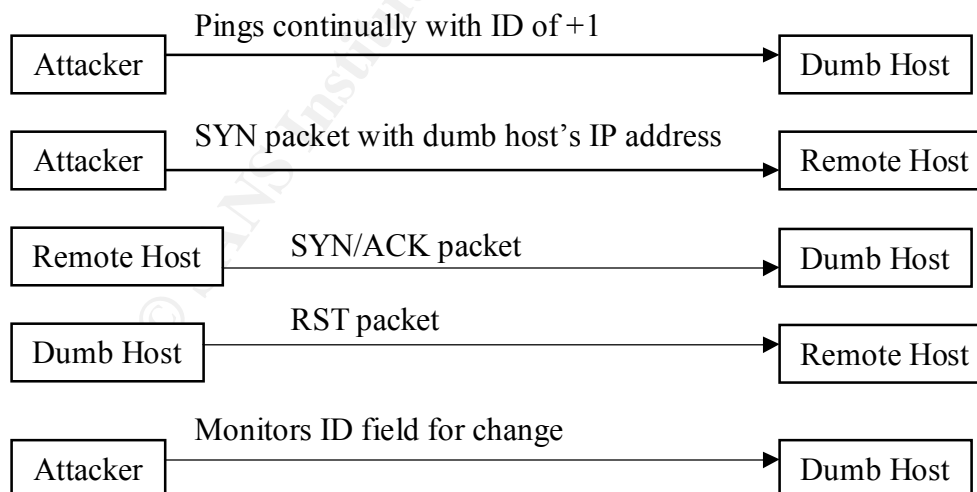 Pings continually with ID of +1
Attacker
Dumb Host
SYN packet with dumb host's IP address
Attacker
Remote Host
Remote Host
SYN/ACK packet
Dumb Host
RST packet
Dumb Host
Remote Host
Monitors ID field for change
Attacker
Dumb Host
© SANS Institu